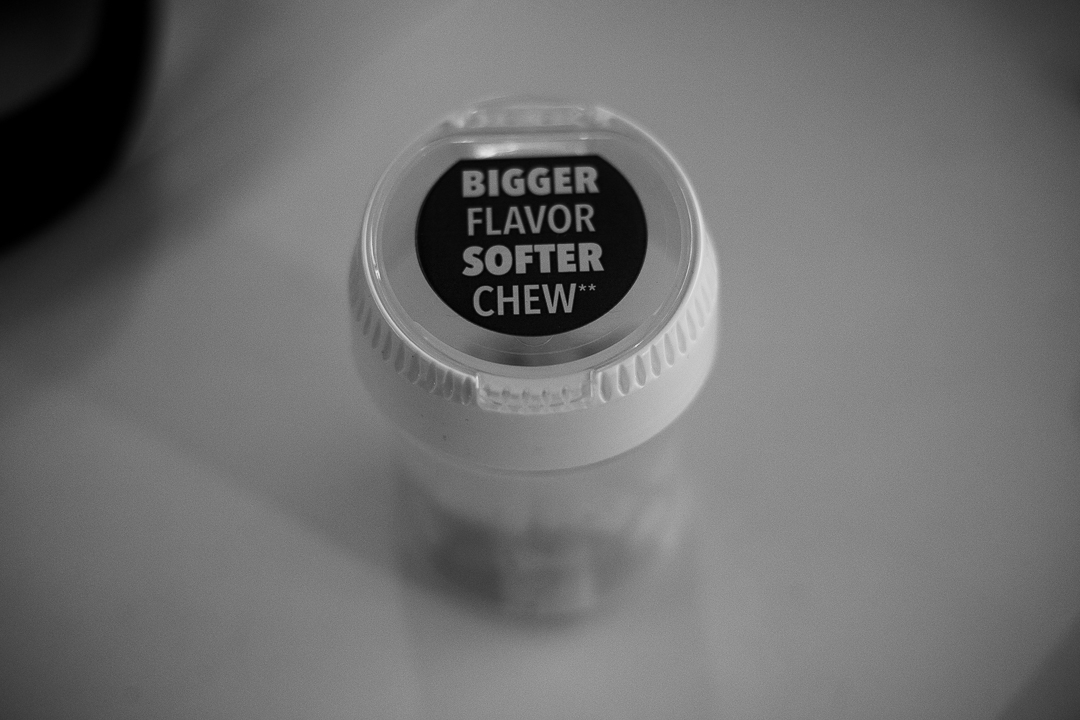 BIGGER
FLAVOR
SOFTER
CHEW**